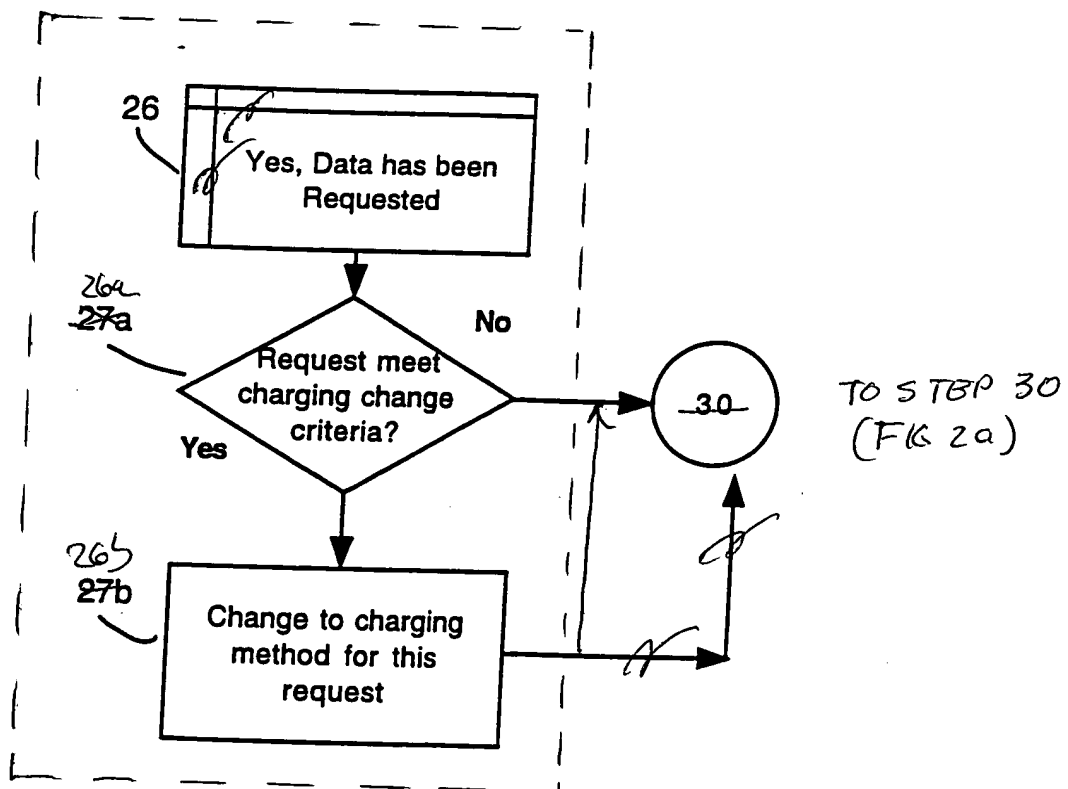 26
Yes, Data has been
Requested
26a
27a
No
Request meet
charging change
criteria?
Yes
30
TO STEP 30
(FIG 2a)
26b
27b
Change to charging
method for this
request